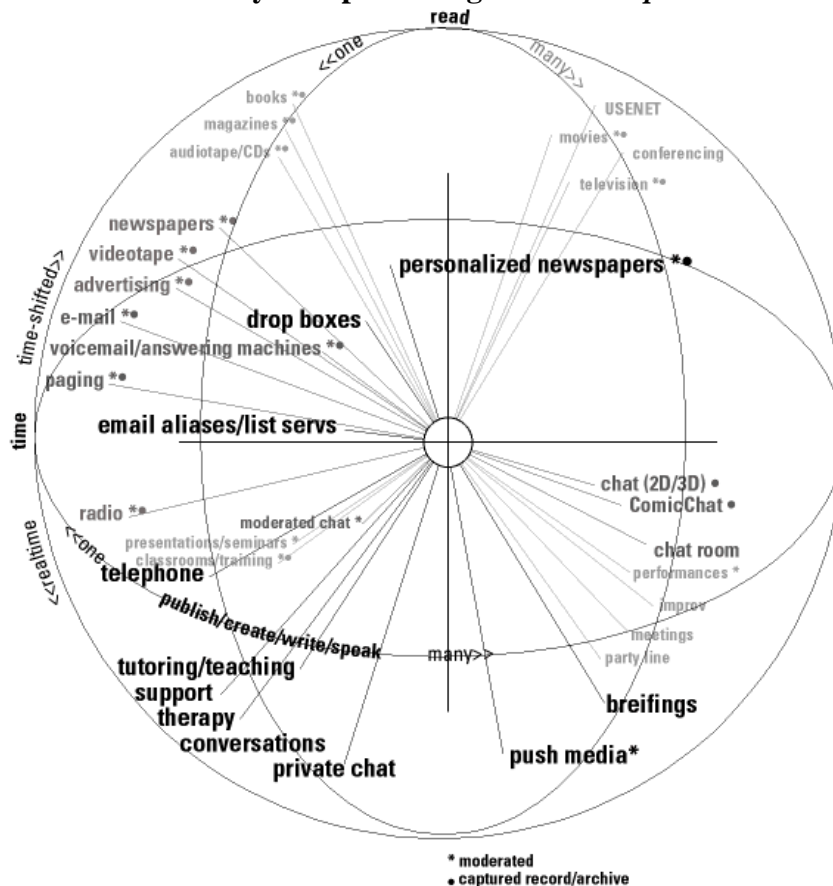 read
<<one
many>>
books *●
magazines *●
audiotape/CDs *●
USENET
movies *●
conferencing
television *●
newspapers *●
videotape *●
advertising *●
e-mail *●
voicemail/answering machines *●
paging *●
drop boxes
email aliases/list servs
personalized newspapers *●
time-shifted>>
time
<<realtime
radio *●
<<one
moderated chat *
presentations/seminars *
classrooms/training *●
telephone
publish/create/write/speak
many>>
chat (2D/3D) ●
ComicChat ●
chat room
performances *
improv
meetings
party line
tutoring/teaching
support
therapy
conversations
private chat
breifings
push media*
* moderated
● captured record/archive